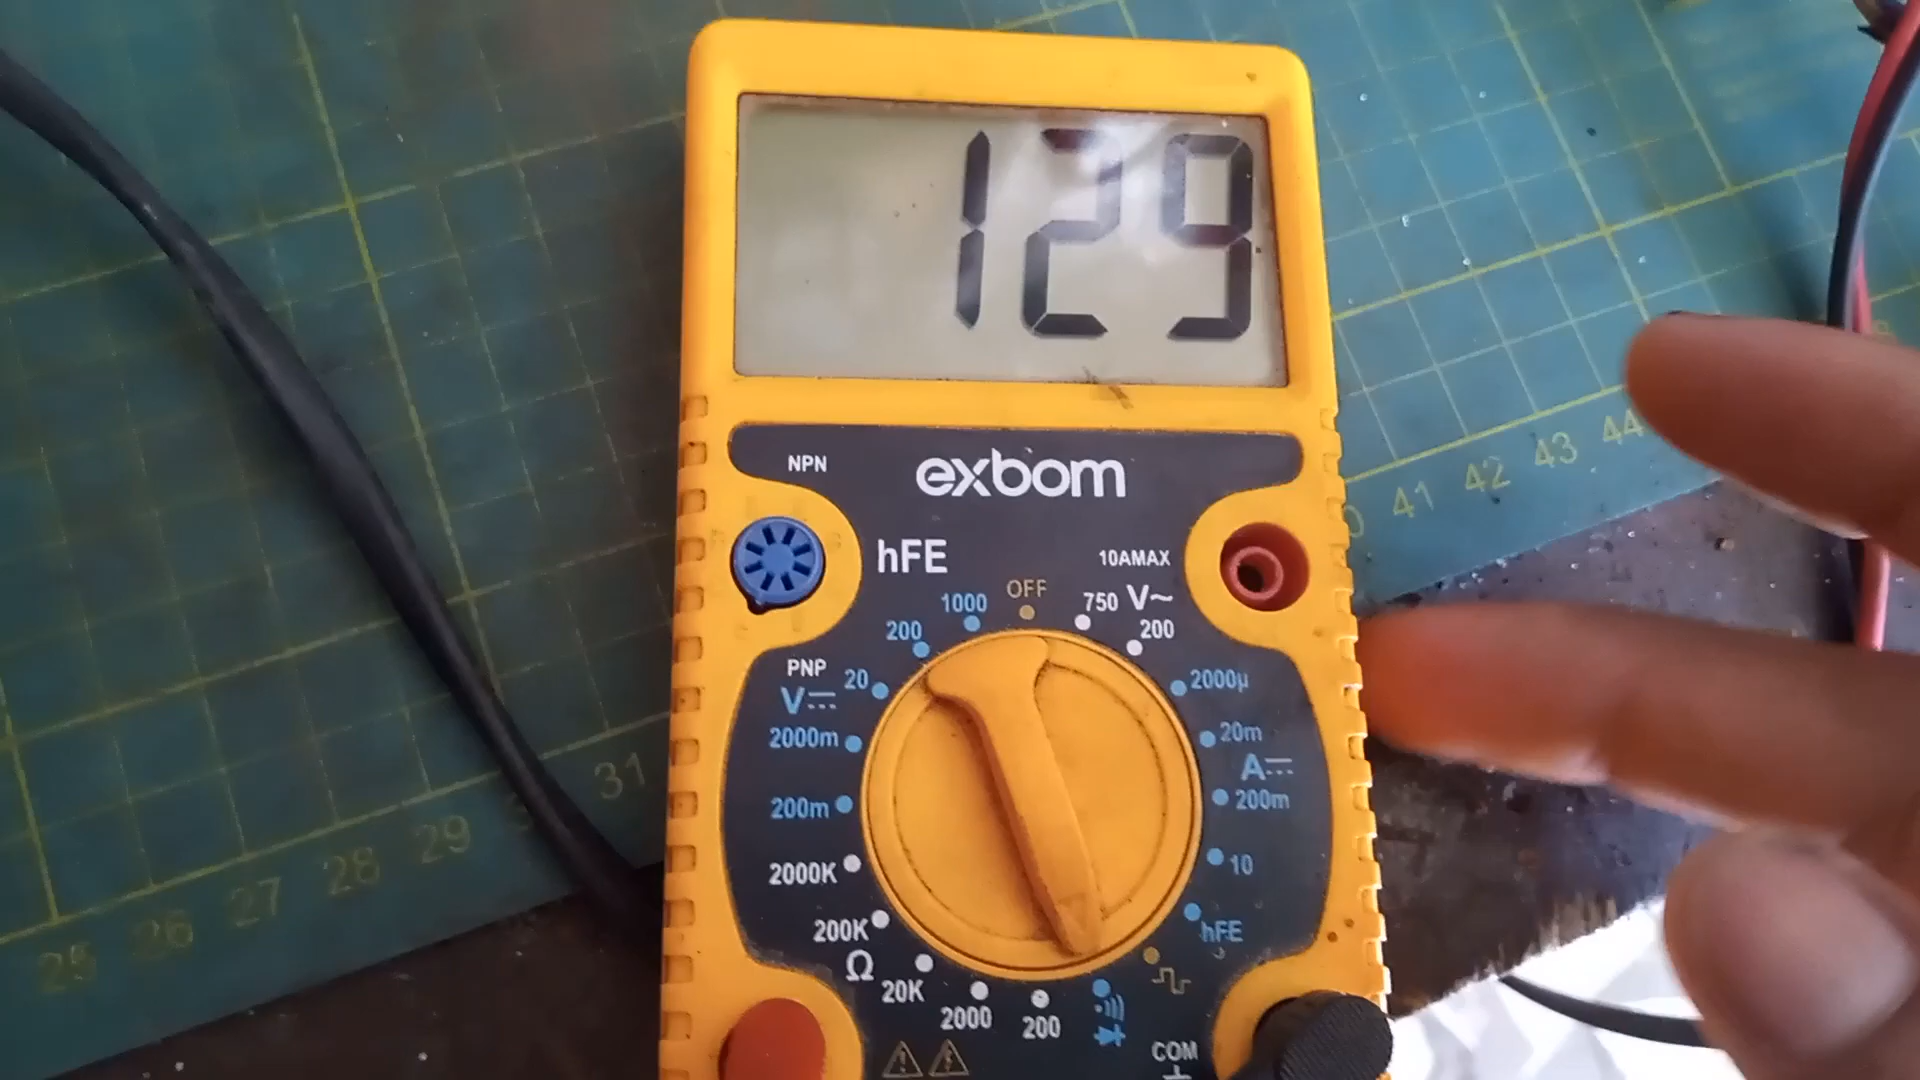 129
NPN
exbom
hFE
10AMAX
OFF
1000
750 V~
200
200
PNP
20
V⎓
2000µ
2000m
20m
A⎓
200m
200m
2000K
10
200K
hFE
Ω
20K
2000
200
COM
25 26 27 28 29 31
41 42 43 44